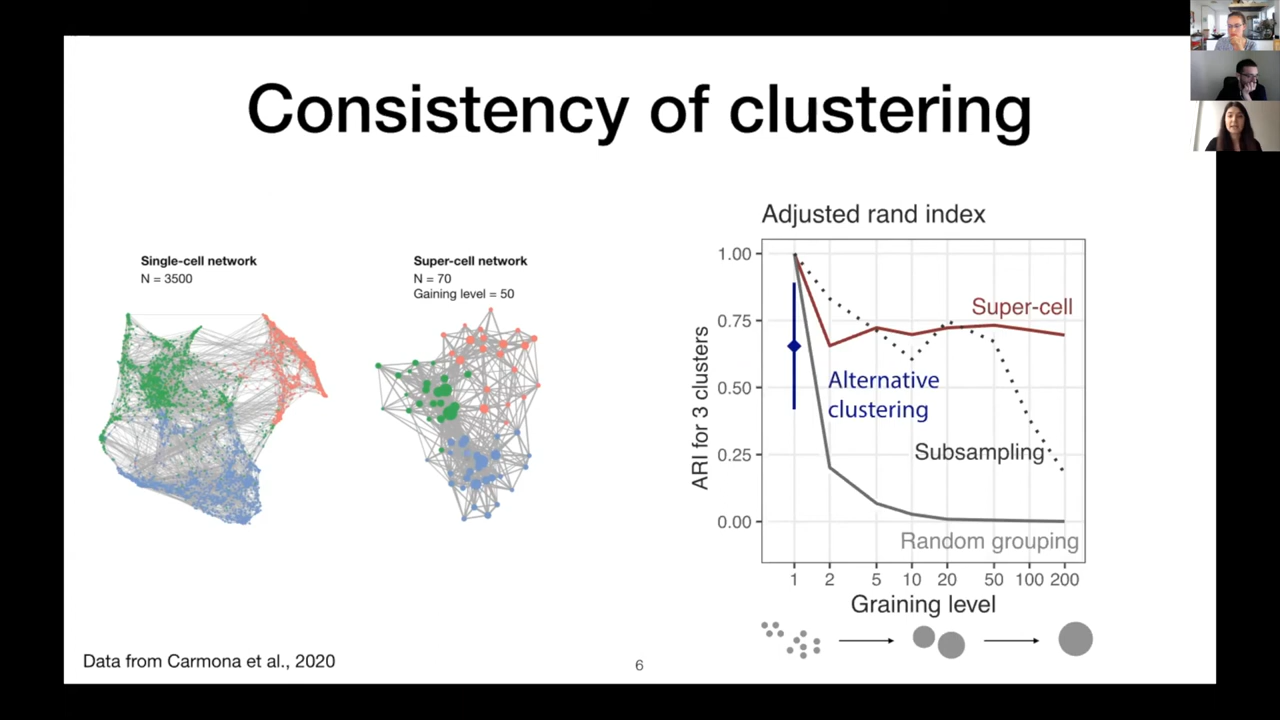 Consistency of clustering
Single-cell network
N = 3500
Super-cell network
N = 70
Gaining level = 50
Adjusted rand index
ARI for 3 clusters
1.00
0.75
0.50
0.25
0.00
Super-cell
Alternative
clustering
Subsampling
Random grouping
1 2 5 10 20 50 100 200
Graining level
Data from Carmona et al., 2020
6